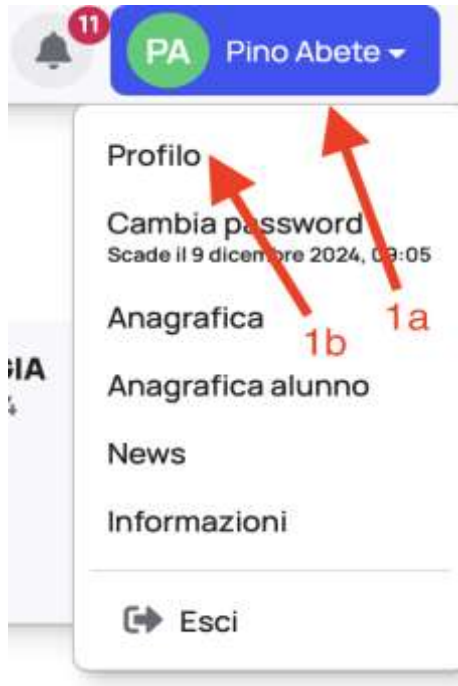 11
PA Pino Abete
Profilo
Cambia password
Scade il 9 dicembre 2024, 09:05
Anagrafica
1b
1a
IA
Anagrafica alunno
News
Informazioni
Esci